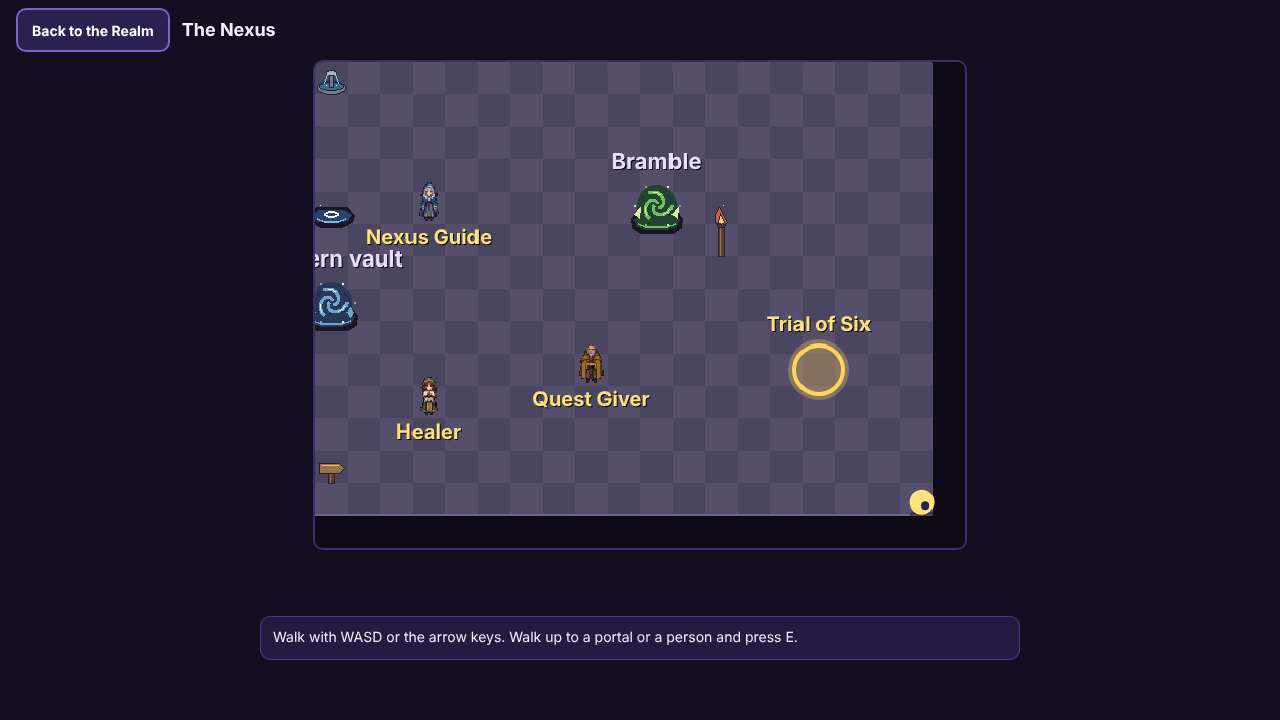 Back to the Realm
The Nexus
Bramble
Nexus Guide
ern vault
Trial of Six
Quest Giver
Healer
Walk with WASD or the arrow keys. Walk up to a portal or a person and press E.